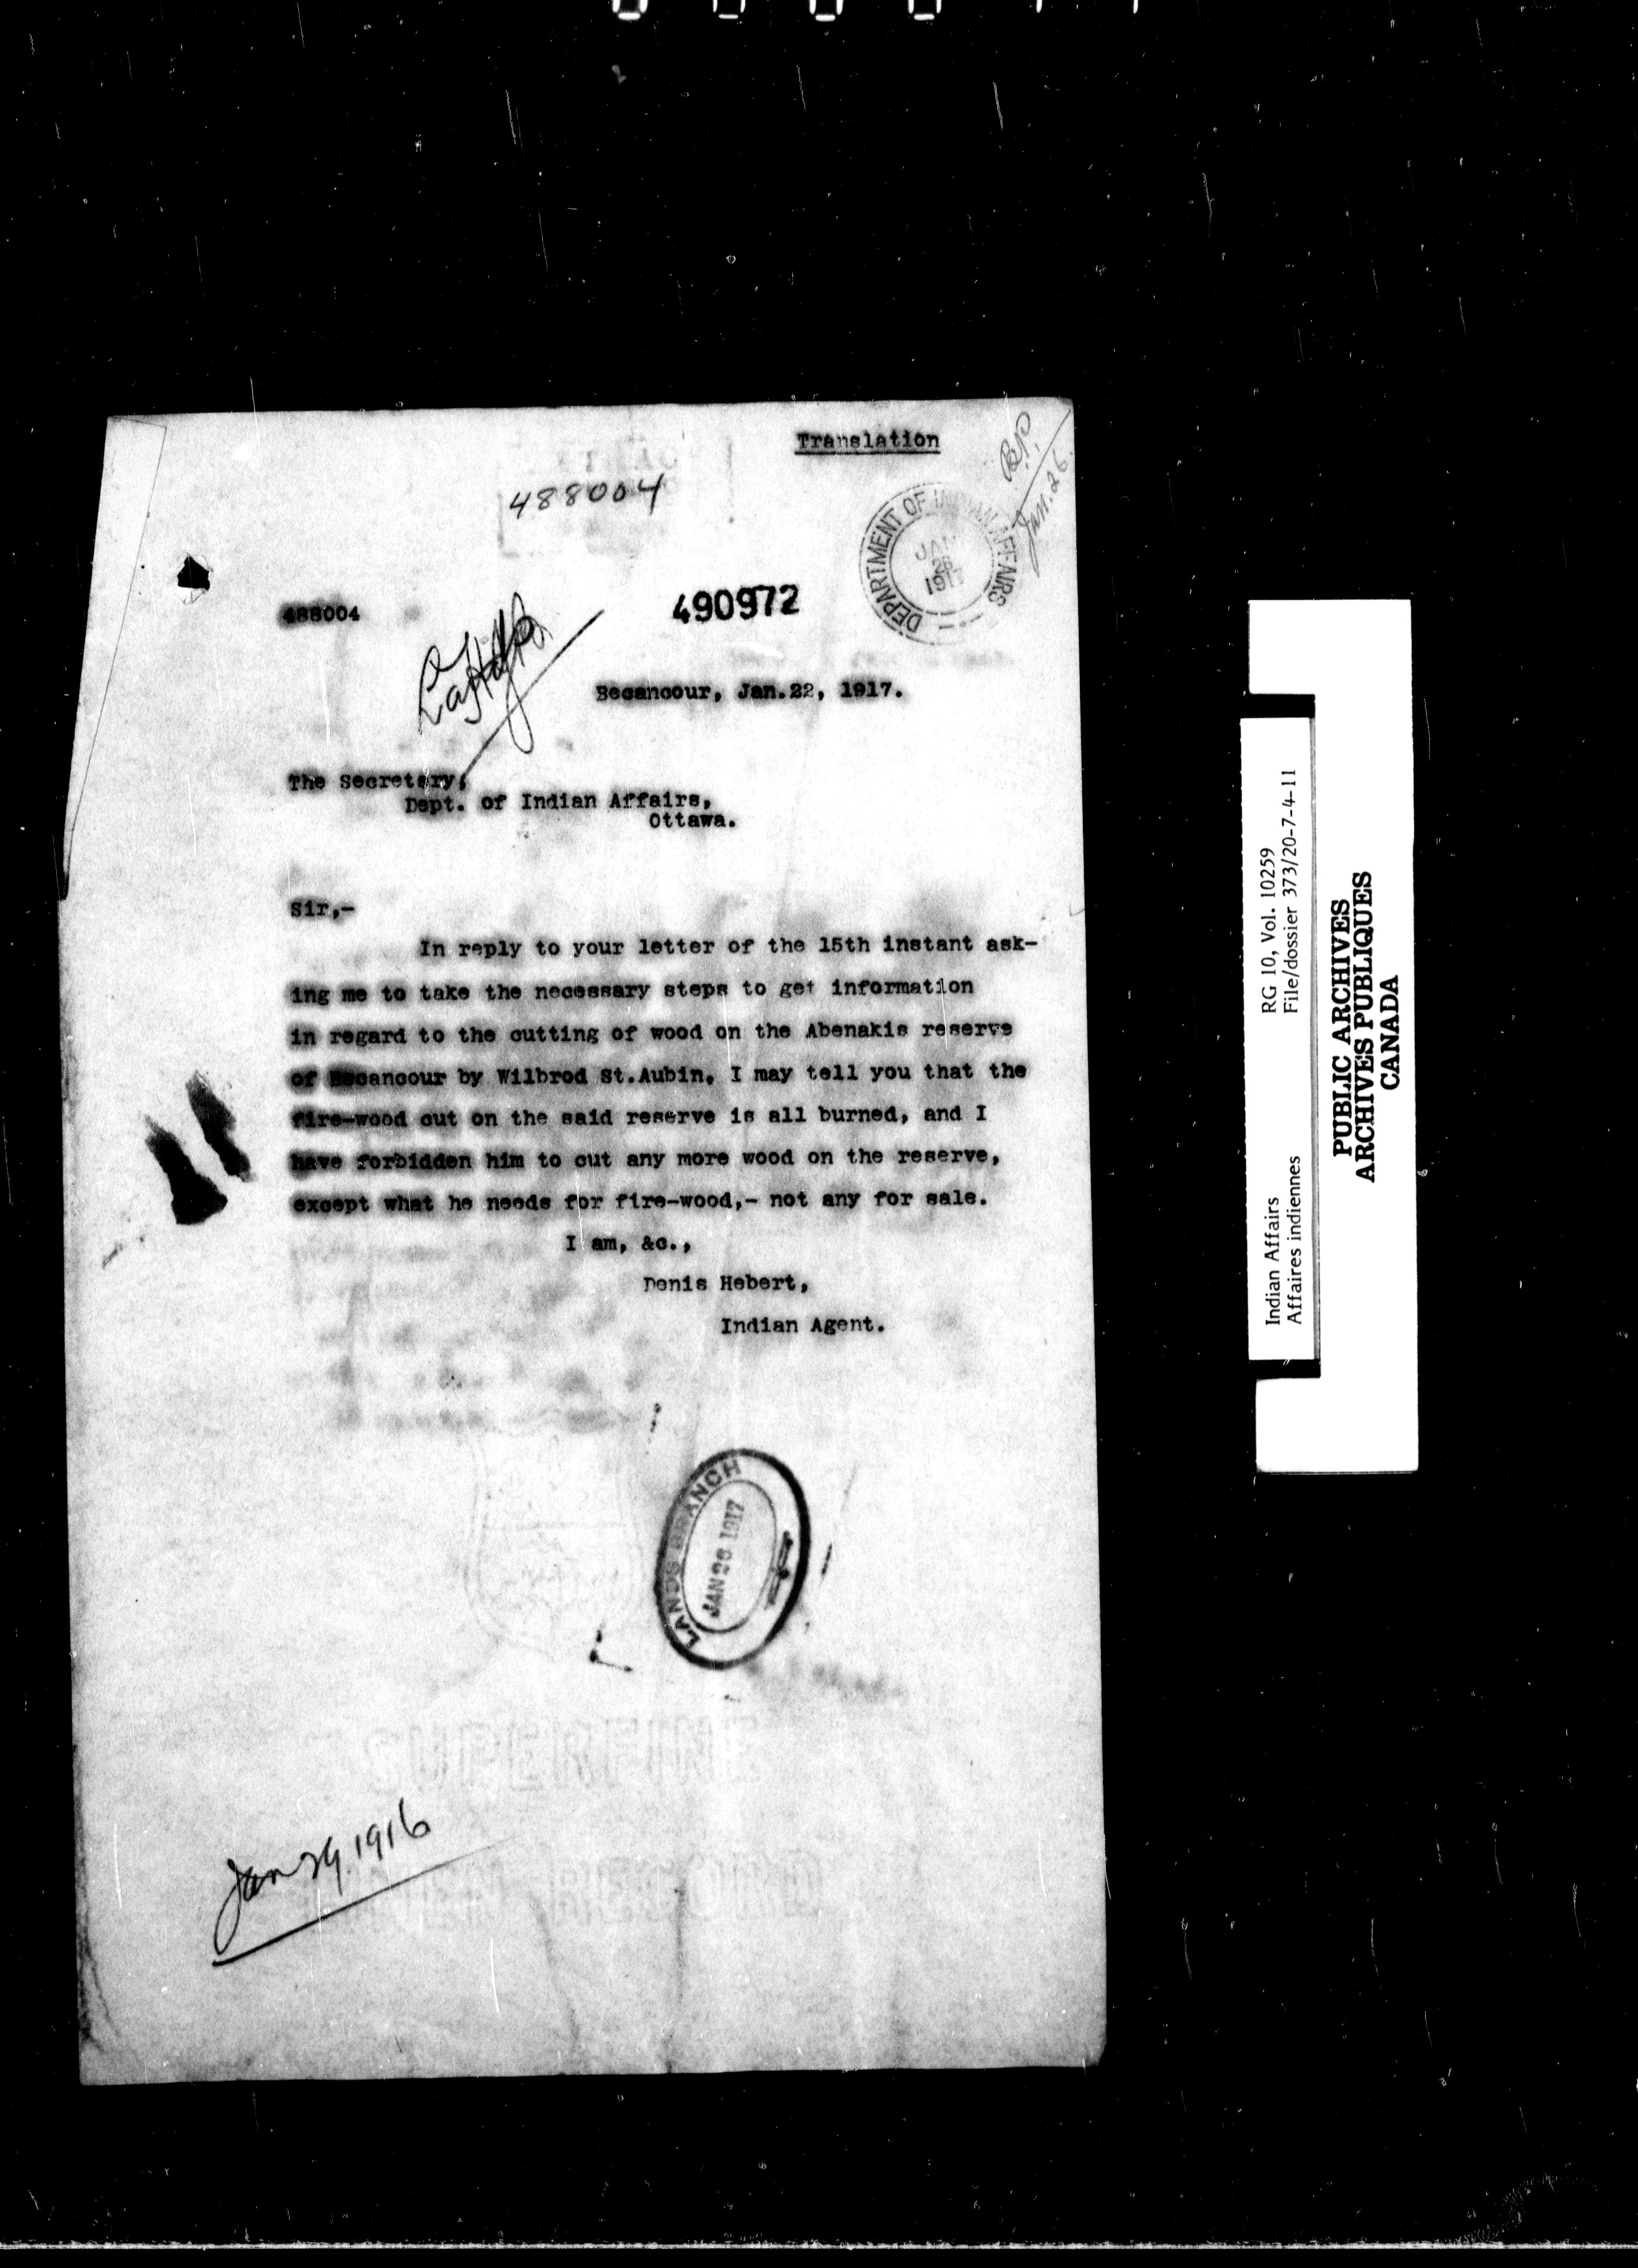 Translation
B.P.
Jan. 26.
488004
DEPARTMENT OF INDIAN AFFAIRS
JAN
26
1917
488004
490972
Becancour, Jan.22, 1917.
The Secretary,
Dept. of Indian Affairs,
Ottawa.
Sir,-
In reply to your letter of the 15th instant ask-
ing me to take the necessary steps to get information
in regard to the cutting of wood on the Abenakis reserve
of Becancour by Wilbrod St.Aubin, I may tell you that the
fire-wood cut on the said reserve is all burned, and I
have forbidden him to cut any more wood on the reserve,
except what he needs for fire-wood,- not any for sale.
I am, &c.,
Denis Hebert,
Indian Agent.
LANDS BRANCH
JAN 26 1917
SUPERFINE
RECORD
Jan 29. 1916
Indian Affairs
Affaires indiennes
RG 10, Vol. 10259
File/dossier 373/20-7-4-11
PUBLIC ARCHIVES
ARCHIVES PUBLIQUES
CANADA